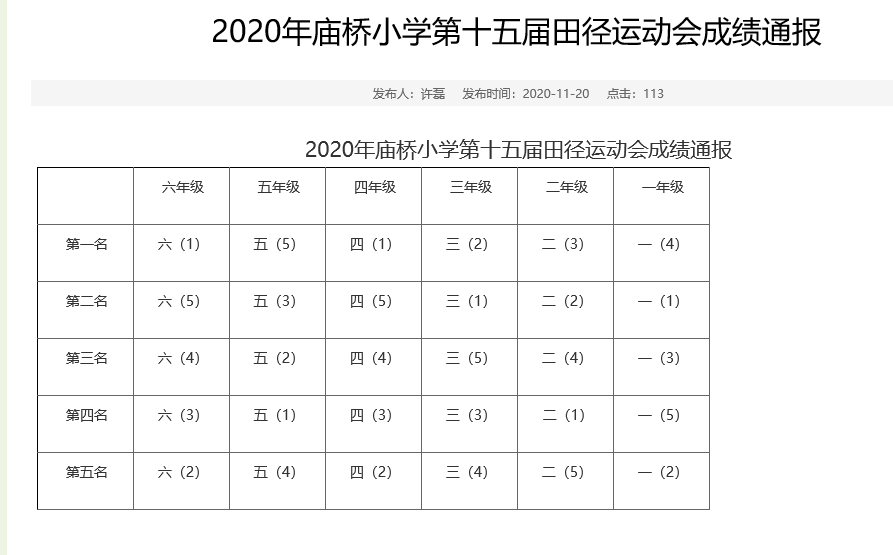 2020年庙桥小学第十五届田径运动会成绩通报
发布人：许磊 发布时间：2020-11-20 点击：113
2020年庙桥小学第十五届田径运动会成绩通报
六年级 五年级 四年级 三年级 二年级 一年级
第一名 六（1） 五（5） 四（1） 三（2） 二（3） 一（4）
第二名 六（5） 五（3） 四（5） 三（1） 二（2） 一（1）
第三名 六（4） 五（2） 四（4） 三（5） 二（4） 一（3）
第四名 六（3） 五（1） 四（3） 三（3） 二（1） 一（5）
第五名 六（2） 五（4） 四（2） 三（4） 二（5） 一（2）